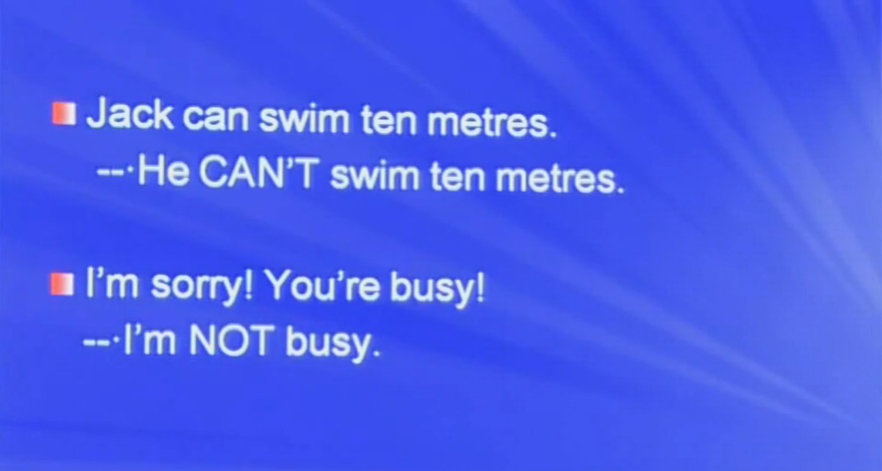 Jack can swim ten metres.
--·He CAN'T swim ten metres.
I'm sorry! You're busy!
--·I'm NOT busy.